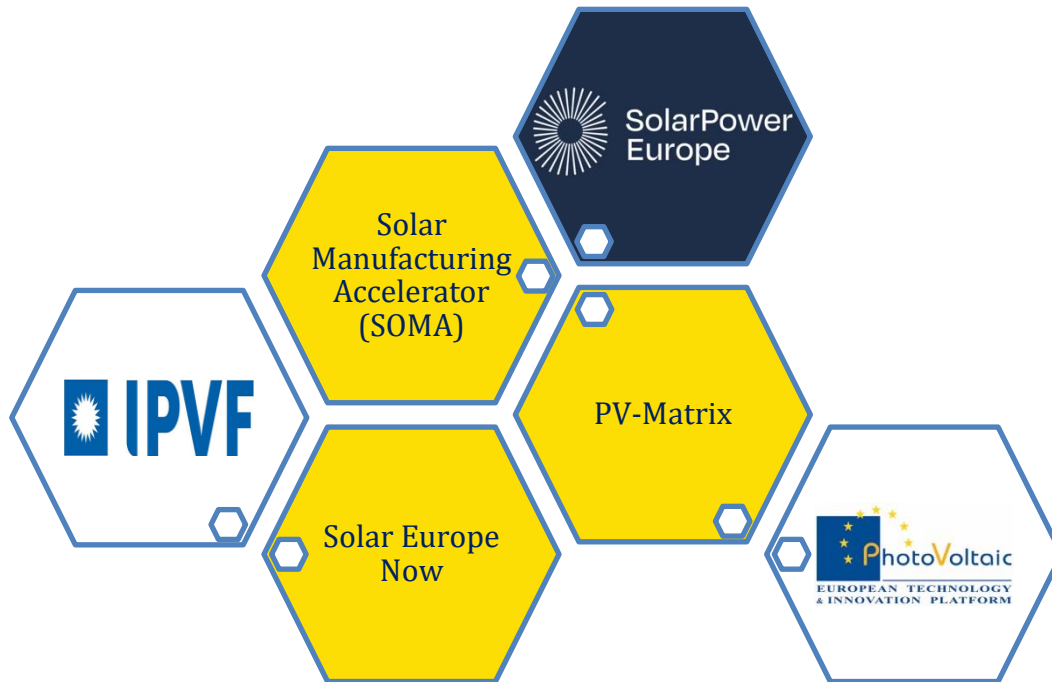 SolarPower
Europe
Solar
Manufacturing
Accelerator
(SOMA)
IPVF
PV-Matrix
Solar Europe
Now
PhotoVoltaic
EUROPEAN TECHNOLOGY
& INNOVATION PLATFORM